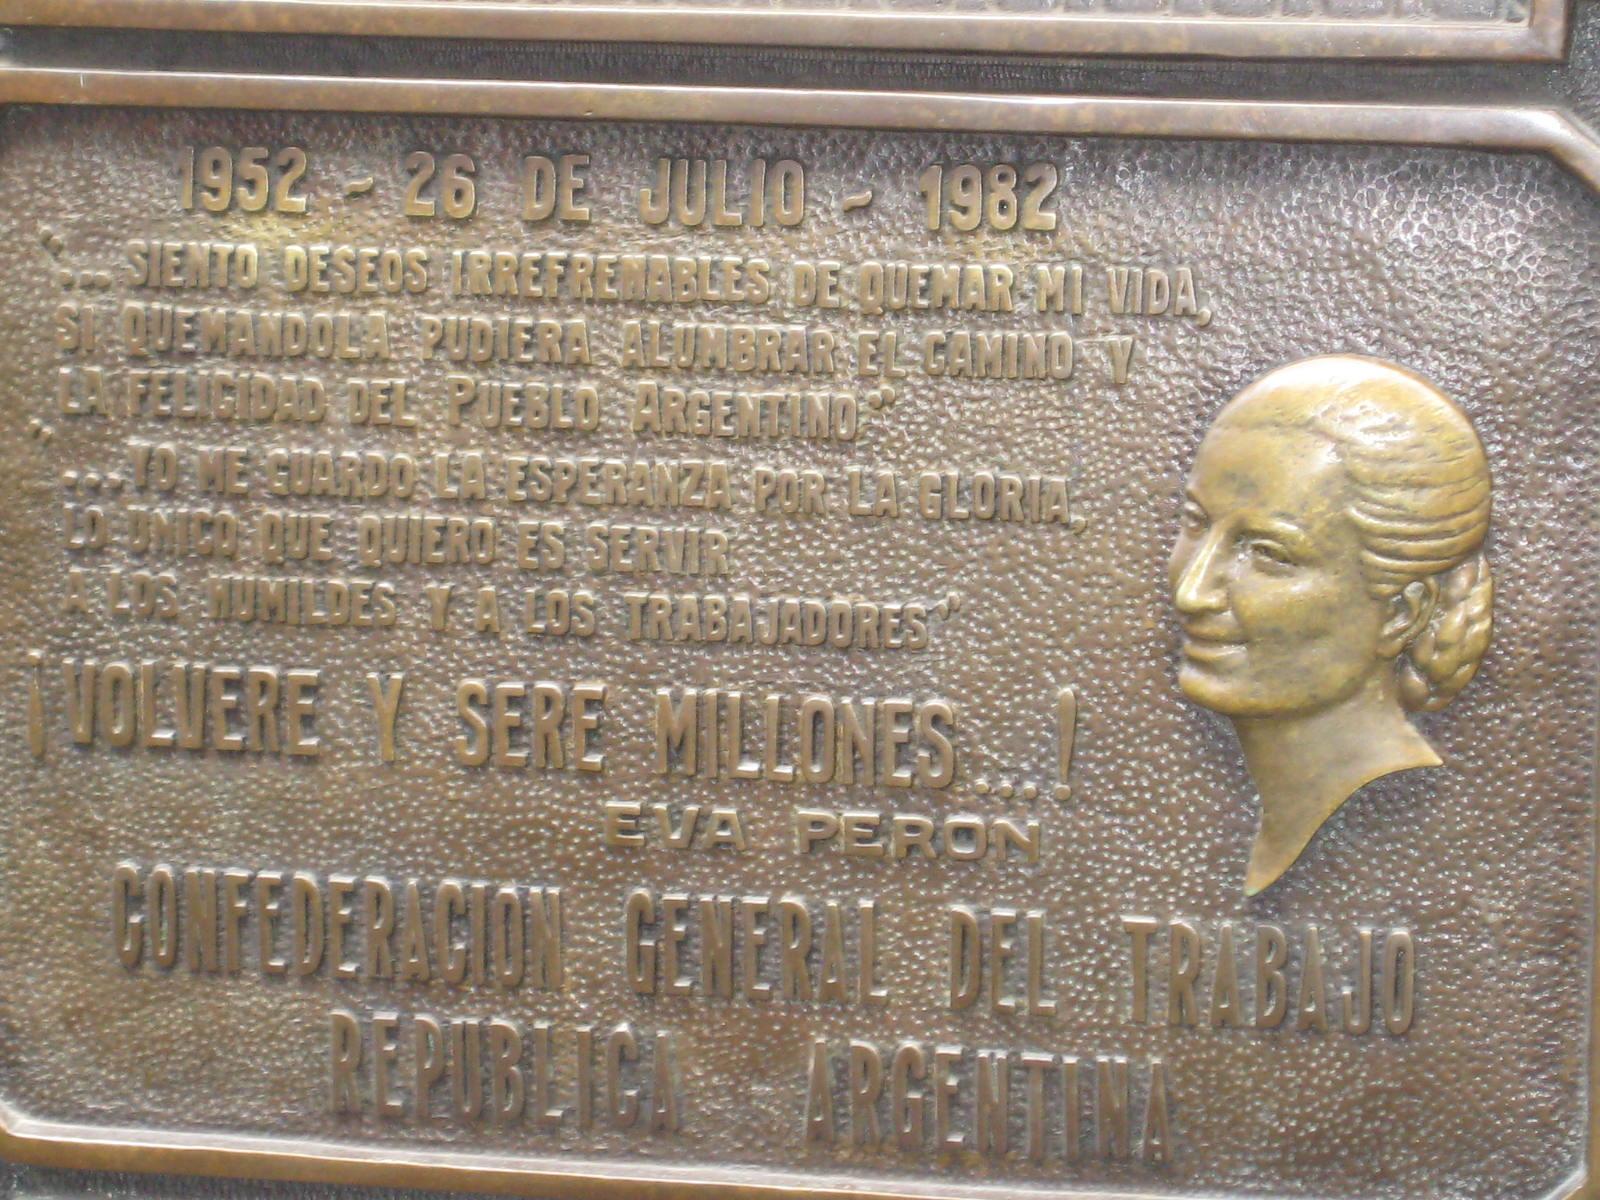 1952 - 26 DE JULIO - 1982
"... SIENTO DESEOS IRREFRENABLES DE QUEMAR MI VIDA,
SI QUEMANDOLA PUDIERA ALUMBRAR EL CAMINO Y
LA FELICIDAD DEL PUEBLO ARGENTINO"
"...YO ME GUARDO LA ESPERANZA POR LA GLORIA,
LO UNICO QUE QUIERO ES SERVIR
A LOS HUMILDES Y A LOS TRABAJADORES"
¡VOLVERE Y SERE MILLONES...!
EVA PERON
CONFEDERACION GENERAL DEL TRABAJO
REPUBLICA ARGENTINA